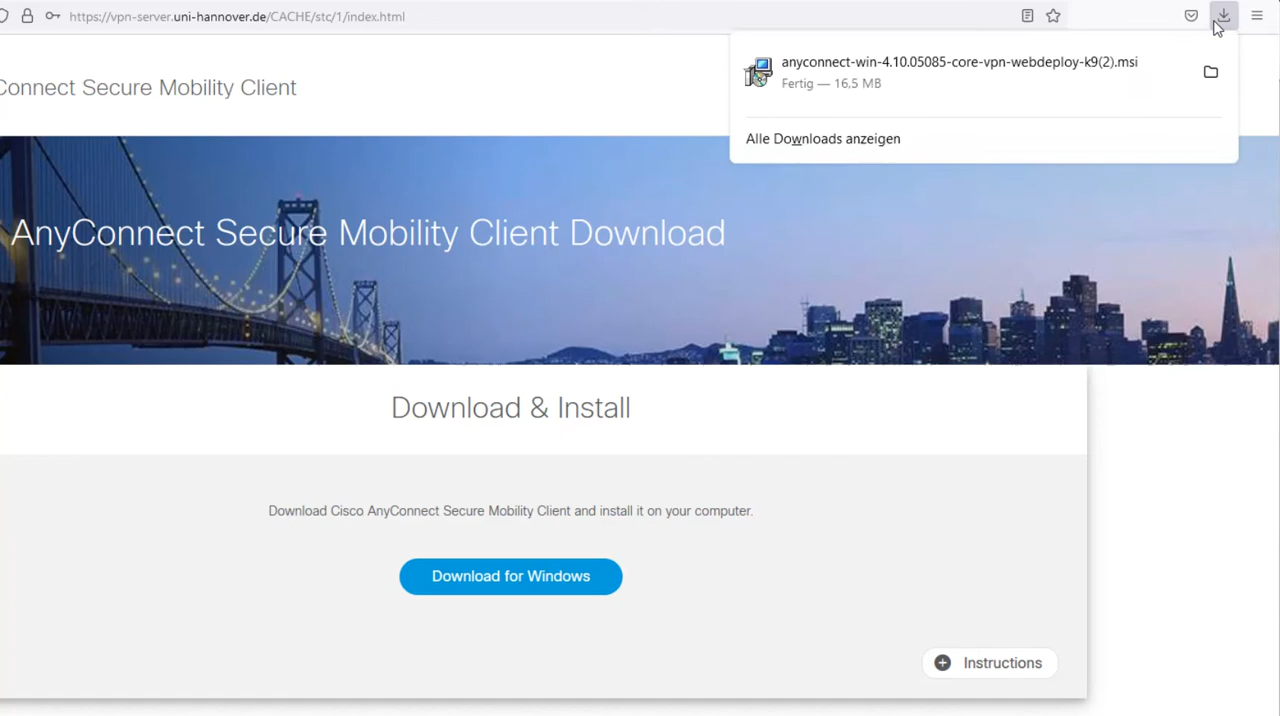 https://vpn-server.uni-hannover.de/CACHE/stc/1/index.html
anyconnect-win-4.10.05085-core-vpn-webdeploy-k9(2).msi
Fertig — 16,5 MB
Alle Downloads anzeigen
Connect Secure Mobility Client
AnyConnect Secure Mobility Client Download
Download & Install
Download Cisco AnyConnect Secure Mobility Client and install it on your computer.
Download for Windows
Instructions